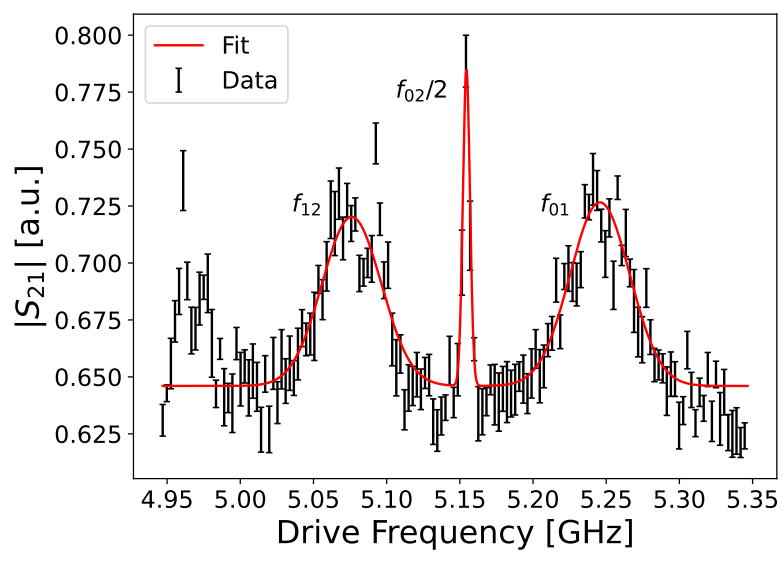 Fit
Data
f₀₂/2
f₁₂
f₀₁
|S₂₁| [a.u.]
0.800
0.775
0.750
0.725
0.700
0.675
0.650
0.625
4.95 5.00 5.05 5.10 5.15 5.20 5.25 5.30 5.35
Drive Frequency [GHz]